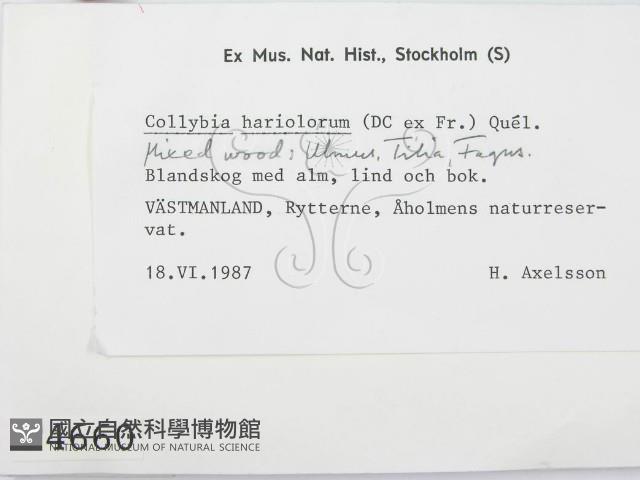 Ex Mus. Nat. Hist., Stockholm (S)
Collybia hariolorum (DC ex Fr.) Quél.
Mixed wood: Ulmus, Tilia, Fagus.
Blandskog med alm, lind och bok.
VÄSTMANLAND, Rytterne, Åholmens naturreser-
vat.
18.VI.1987 H. Axelsson
國立自然科學博物館
4660
NATIONAL MUSEUM OF NATURAL SCIENCE